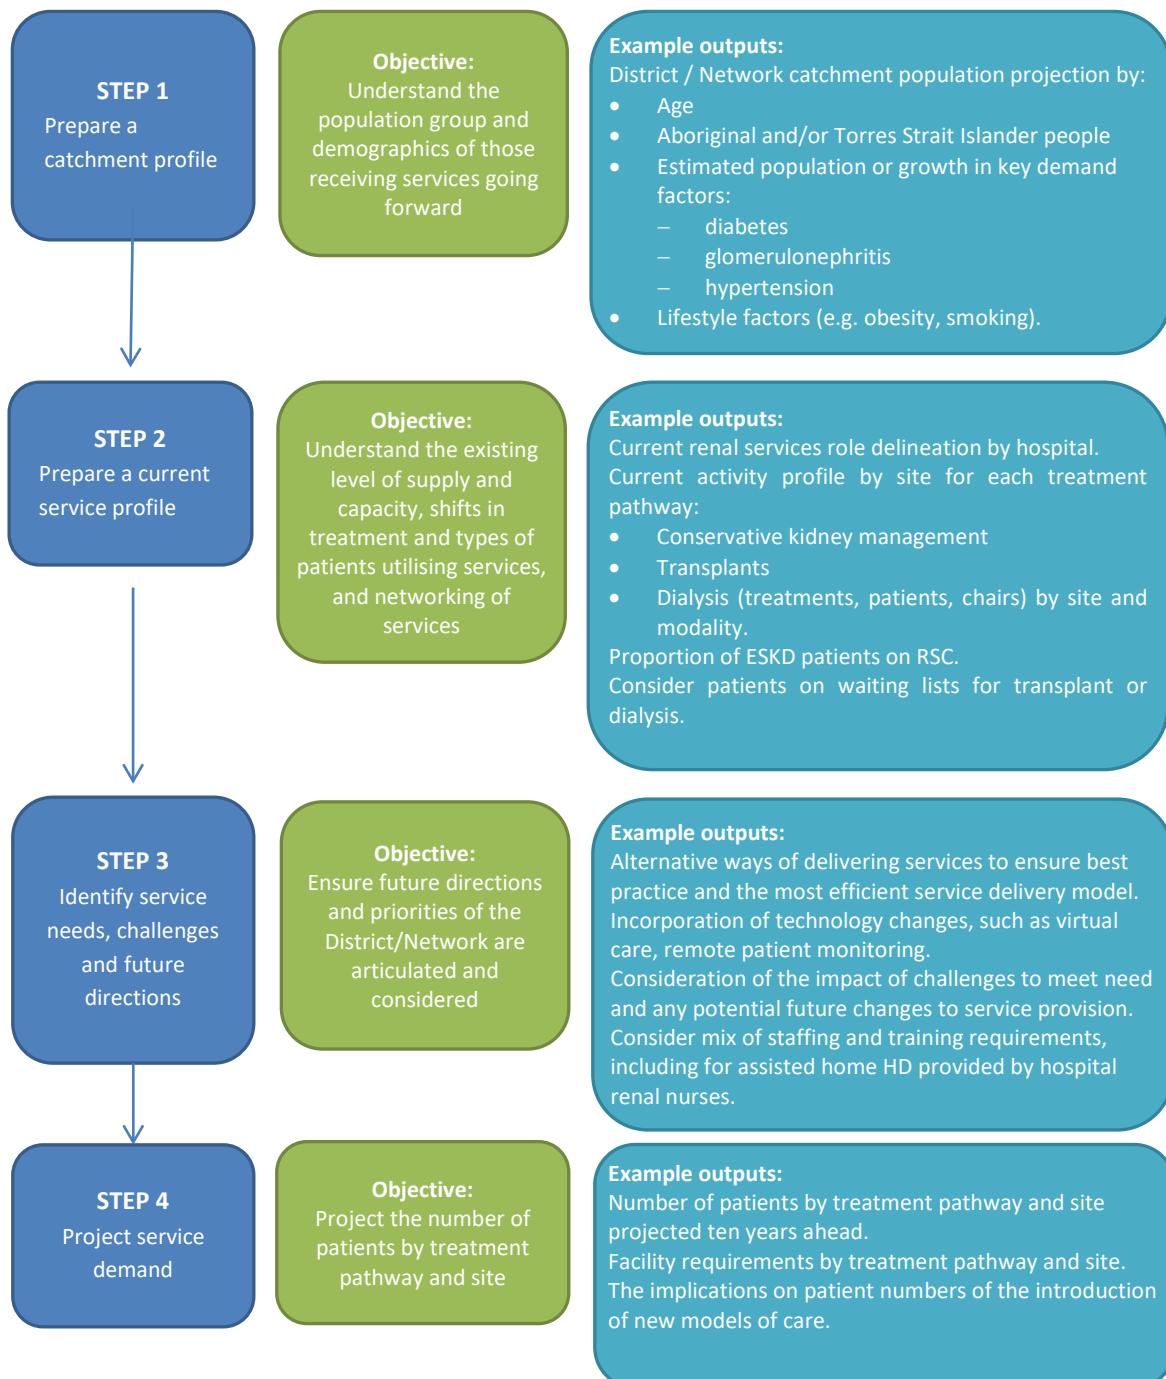 STEP 1
Prepare a
catchment profile
Objective:
Understand the
population group and
demographics of those
receiving services going
forward
Example outputs:
District / Network catchment population projection by:
• Age
• Aboriginal and/or Torres Strait Islander people
• Estimated population or growth in key demand
factors:
– diabetes
– glomerulonephritis
– hypertension
• Lifestyle factors (e.g. obesity, smoking).
STEP 2
Prepare a current
service profile
Objective:
Understand the existing
level of supply and
capacity, shifts in
treatment and types of
patients utilising services,
and networking of
services
Example outputs:
Current renal services role delineation by hospital.
Current activity profile by site for each treatment
pathway:
• Conservative kidney management
• Transplants
• Dialysis (treatments, patients, chairs) by site and
modality.
Proportion of ESKD patients on RSC.
Consider patients on waiting lists for transplant or
dialysis.
STEP 3
Identify service
needs, challenges
and future
directions
Objective:
Ensure future directions
and priorities of the
District/Network are
articulated and
considered
Example outputs:
Alternative ways of delivering services to ensure best
practice and the most efficient service delivery model.
Incorporation of technology changes, such as virtual
care, remote patient monitoring.
Consideration of the impact of challenges to meet need
and any potential future changes to service provision.
Consider mix of staffing and training requirements,
including for assisted home HD provided by hospital
renal nurses.
STEP 4
Project service
demand
Objective:
Project the number of
patients by treatment
pathway and site
Example outputs:
Number of patients by treatment pathway and site
projected ten years ahead.
Facility requirements by treatment pathway and site.
The implications on patient numbers of the introduction
of new models of care.